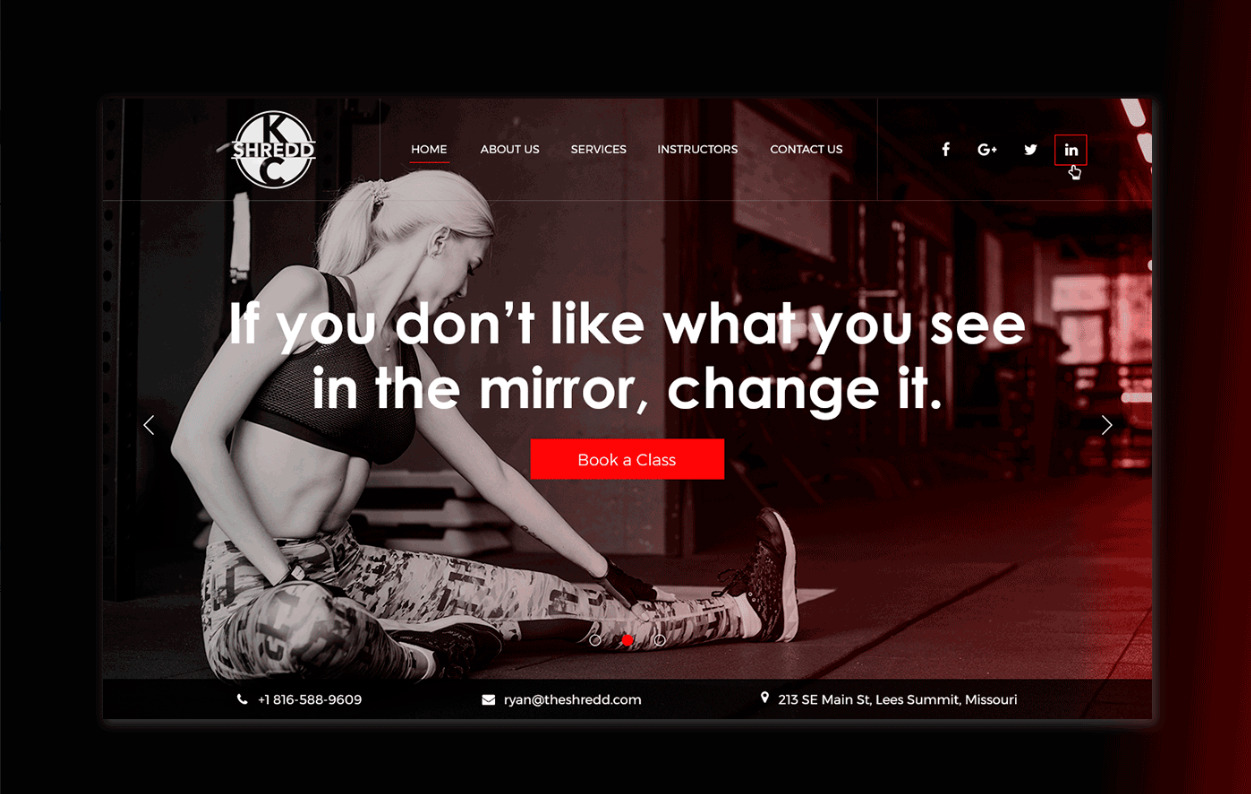 K
SHREDD
C
HOME ABOUT US SERVICES INSTRUCTORS CONTACT US f G+ in
If you don't like what you see
in the mirror, change it.
Book a Class
+1 816-588-9609 ryan@theshredd.com 213 SE Main St, Lees Summit, Missouri